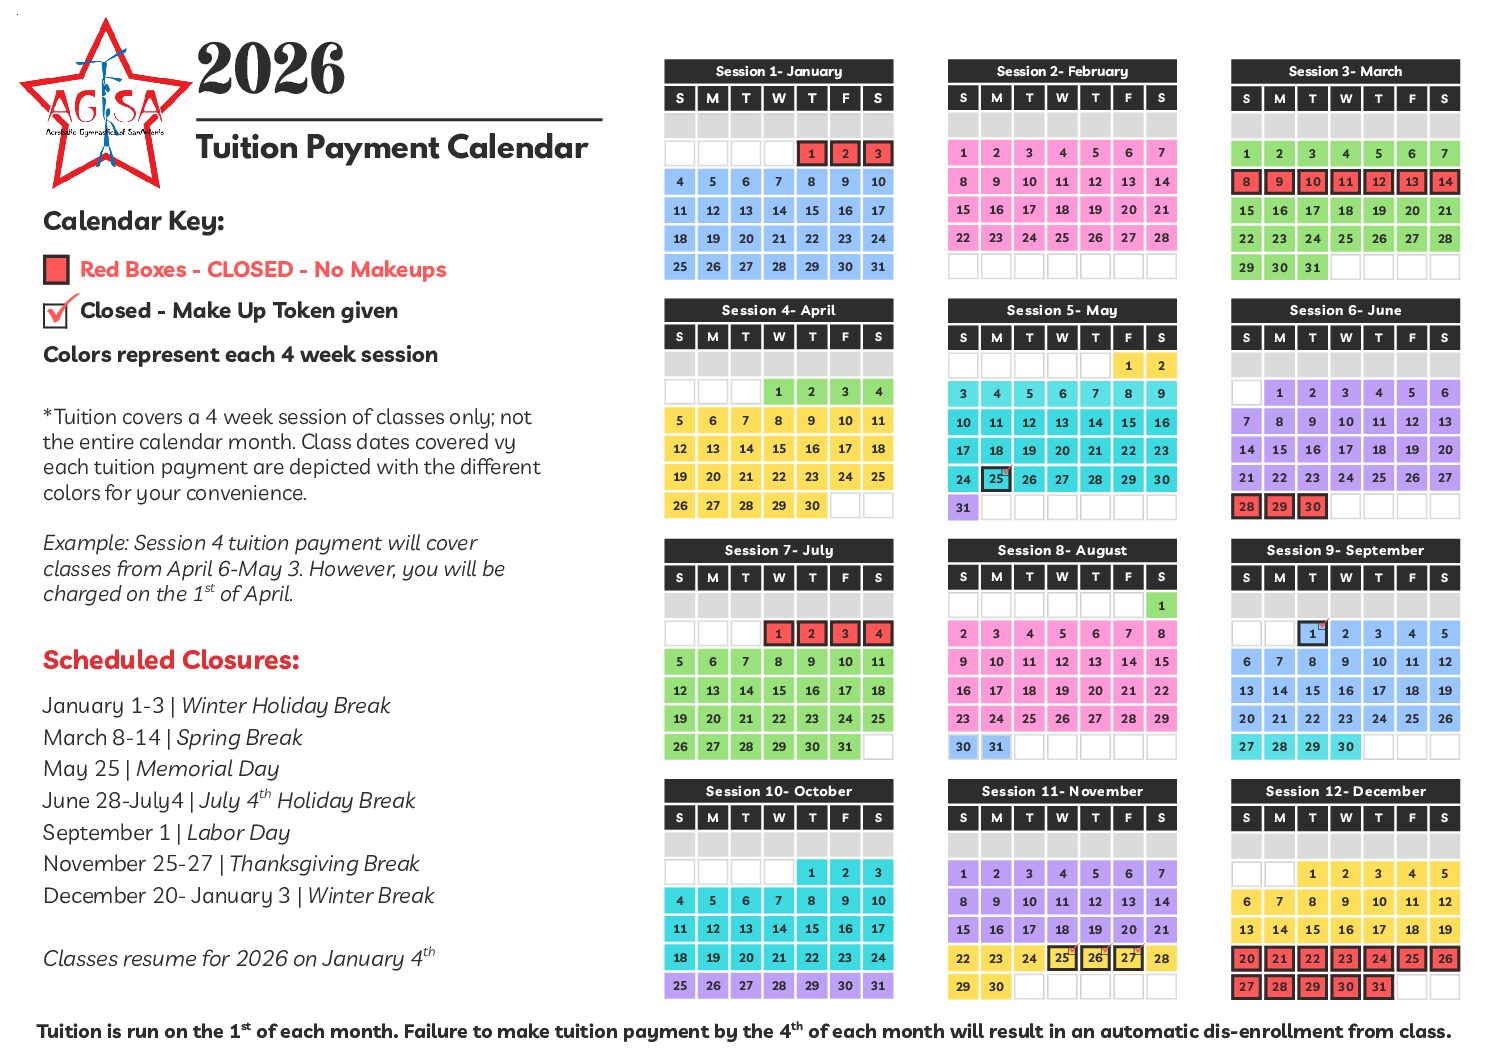 AGSA
Acrobatic Gymnastics of SanAntonio
2026
Tuition Payment Calendar
Calendar Key:
Red Boxes - CLOSED - No Makeups
Closed - Make Up Token given
Colors represent each 4 week session
*Tuition covers a 4 week session of classes only; not
the entire calendar month. Class dates covered vy
each tuition payment are depicted with the different
colors for your convenience.
Example: Session 4 tuition payment will cover
classes from April 6-May 3. However, you will be
charged on the 1st of April.
Scheduled Closures:
January 1-3 | Winter Holiday Break
March 8-14 | Spring Break
May 25 | Memorial Day
June 28-July4 | July 4th Holiday Break
September 1 | Labor Day
November 25-27 | Thanksgiving Break
December 20- January 3 | Winter Break
Classes resume for 2026 on January 4th
Session 1- January
S M T W T F S
1 2 3
4 5 6 7 8 9 10
11 12 13 14 15 16 17
18 19 20 21 22 23 24
25 26 27 28 29 30 31
Session 2- February
S M T W T F S
1 2 3 4 5 6 7
8 9 10 11 12 13 14
15 16 17 18 19 20 21
22 23 24 25 26 27 28
Session 3- March
S M T W T F S
1 2 3 4 5 6 7
8 9 10 11 12 13 14
15 16 17 18 19 20 21
22 23 24 25 26 27 28
29 30 31
Session 4- April
S M T W T F S
1 2 3 4
5 6 7 8 9 10 11
12 13 14 15 16 17 18
19 20 21 22 23 24 25
26 27 28 29 30
Session 5- May
S M T W T F S
1 2
3 4 5 6 7 8 9
10 11 12 13 14 15 16
17 18 19 20 21 22 23
24 25 26 27 28 29 30
31
Session 6- June
S M T W T F S
1 2 3 4 5 6
7 8 9 10 11 12 13
14 15 16 17 18 19 20
21 22 23 24 25 26 27
28 29 30
Session 7- July
S M T W T F S
1 2 3 4
5 6 7 8 9 10 11
12 13 14 15 16 17 18
19 20 21 22 23 24 25
26 27 28 29 30 31
Session 8- August
S M T W T F S
1
2 3 4 5 6 7 8
9 10 11 12 13 14 15
16 17 18 19 20 21 22
23 24 25 26 27 28 29
30 31
Session 9- September
S M T W T F S
1 2 3 4 5
6 7 8 9 10 11 12
13 14 15 16 17 18 19
20 21 22 23 24 25 26
27 28 29 30
Session 10- October
S M T W T F S
1 2 3
4 5 6 7 8 9 10
11 12 13 14 15 16 17
18 19 20 21 22 23 24
25 26 27 28 29 30 31
Session 11- November
S M T W T F S
1 2 3 4 5 6 7
8 9 10 11 12 13 14
15 16 17 18 19 20 21
22 23 24 25 26 27 28
29 30
Session 12- December
S M T W T F S
1 2 3 4 5
6 7 8 9 10 11 12
13 14 15 16 17 18 19
20 21 22 23 24 25 26
27 28 29 30 31
Tuition is run on the 1st of each month. Failure to make tuition payment by the 4th of each month will result in an automatic dis-enrollment from class.